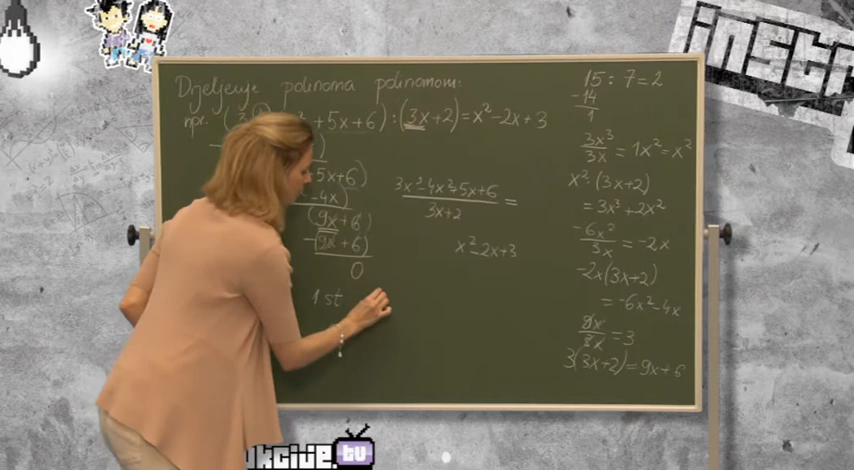 Dijeljenje polinoma polinomom:
npr. (3 + 5x + 6) : (3x + 2) = x² - 2x + 3
5x + 6)
- 4x)
(9x + 6)
-(9x + 6)
0
1 st
3x³ - 4x² + 5x + 6
3x + 2
=
x² - 2x + 3
15 : 7 = 2
-14
1
3x³
3x
= 1x² = x²
x² · (3x + 2)
= 3x³ + 2x²
-6x²
3x
= -2x
-2x(3x + 2)
= -6x² - 4x
9x
3x
= 3
3(3x + 2) = 9x + 6
.tv